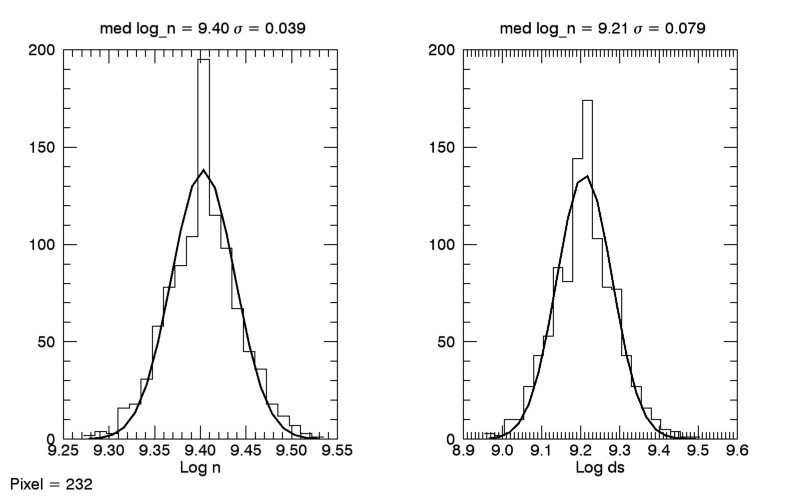 med log_n = 9.40 σ = 0.039
200
150
100
50
0
9.25 9.30 9.35 9.40 9.45 9.50 9.55
Log n
med log_n = 9.21 σ = 0.079
200
150
100
50
0
8.9 9.0 9.1 9.2 9.3 9.4 9.5 9.6
Log ds
Pixel = 232